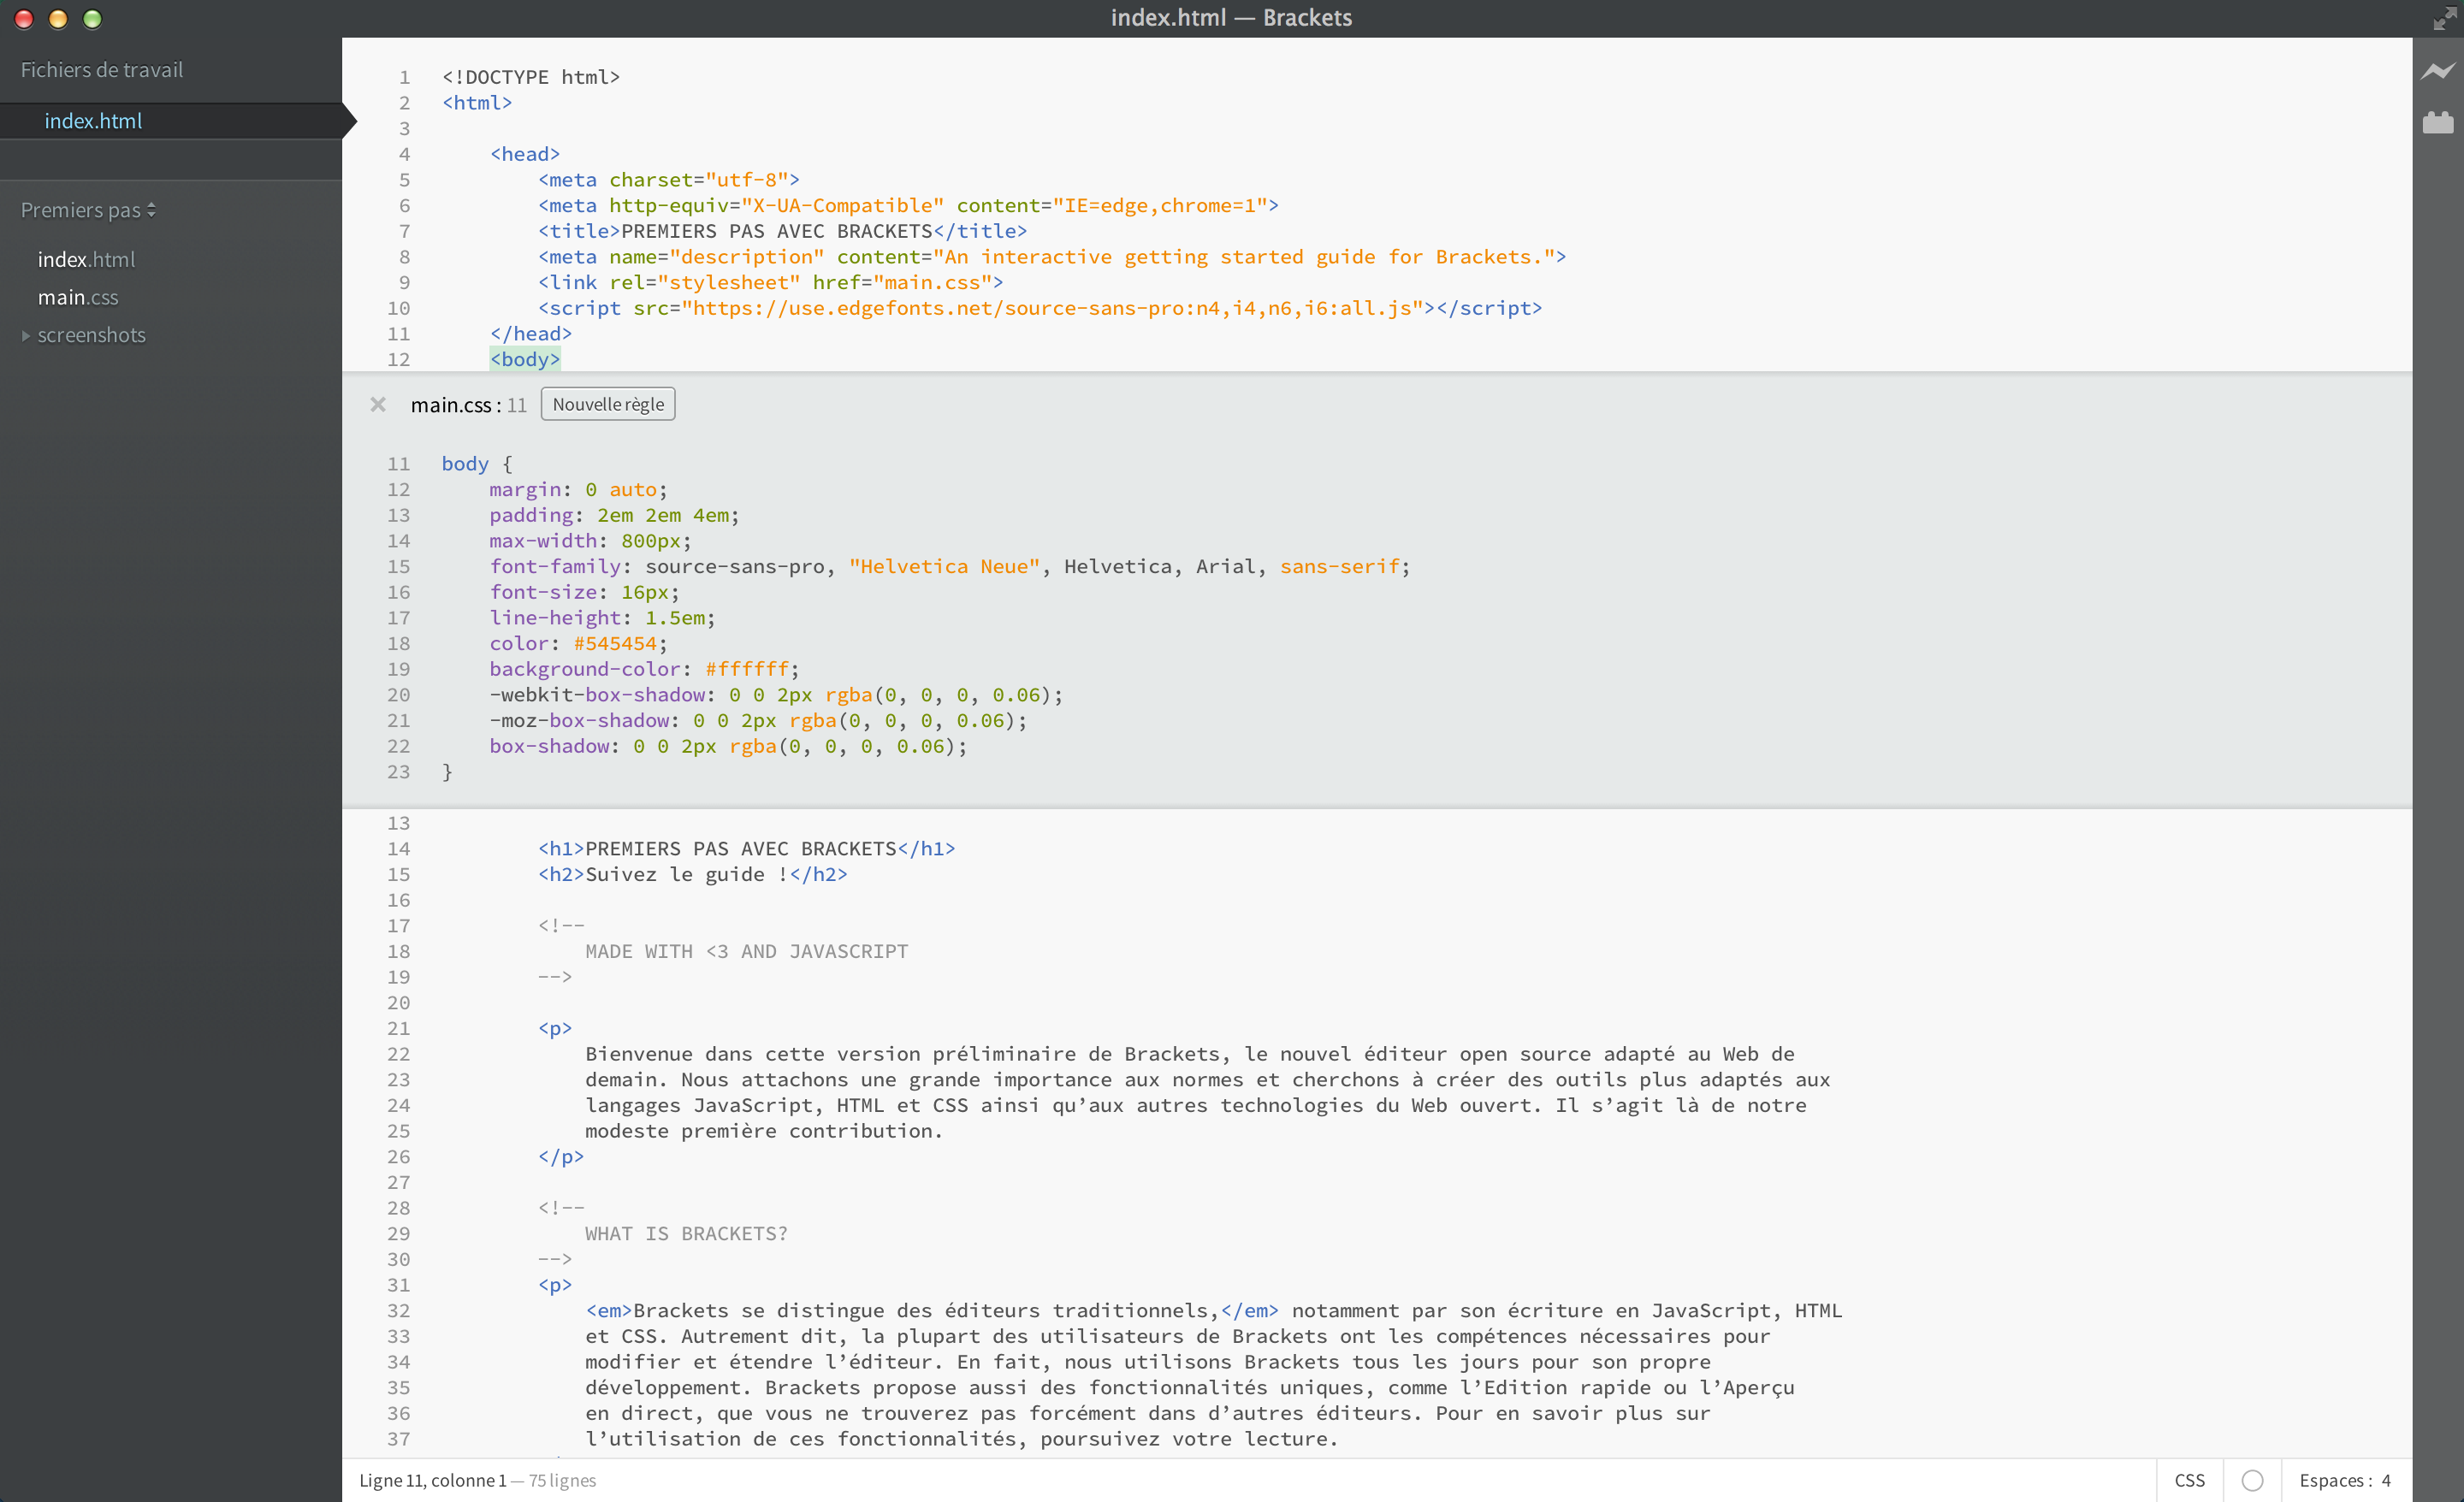 index.html — Brackets
Fichiers de travail
index.html
Premiers pas
index.html
main.css
screenshots
1 <!DOCTYPE html>
2 <html>
3
4 <head>
5 <meta charset="utf-8">
6 <meta http-equiv="X-UA-Compatible" content="IE=edge,chrome=1">
7 <title>PREMIERS PAS AVEC BRACKETS</title>
8 <meta name="description" content="An interactive getting started guide for Brackets.">
9 <link rel="stylesheet" href="main.css">
10 <script src="https://use.edgefonts.net/source-sans-pro:n4,i4,n6,i6:all.js"></script>
11 </head>
12 <body>
main.css : 11 Nouvelle règle
11 body {
12 margin: 0 auto;
13 padding: 2em 2em 4em;
14 max-width: 800px;
15 font-family: source-sans-pro, "Helvetica Neue", Helvetica, Arial, sans-serif;
16 font-size: 16px;
17 line-height: 1.5em;
18 color: #545454;
19 background-color: #ffffff;
20 -webkit-box-shadow: 0 0 2px rgba(0, 0, 0, 0.06);
21 -moz-box-shadow: 0 0 2px rgba(0, 0, 0, 0.06);
22 box-shadow: 0 0 2px rgba(0, 0, 0, 0.06);
23 }
13
14 <h1>PREMIERS PAS AVEC BRACKETS</h1>
15 <h2>Suivez le guide !</h2>
16
17 <!--
18 MADE WITH <3 AND JAVASCRIPT
19 -->
20
21 <p>
22 Bienvenue dans cette version préliminaire de Brackets, le nouvel éditeur open source adapté au Web de
23 demain. Nous attachons une grande importance aux normes et cherchons à créer des outils plus adaptés aux
24 langages JavaScript, HTML et CSS ainsi qu’aux autres technologies du Web ouvert. Il s’agit là de notre
25 modeste première contribution.
26 </p>
27
28 <!--
29 WHAT IS BRACKETS?
30 -->
31 <p>
32 <em>Brackets se distingue des éditeurs traditionnels,</em> notamment par son écriture en JavaScript, HTML
33 et CSS. Autrement dit, la plupart des utilisateurs de Brackets ont les compétences nécessaires pour
34 modifier et étendre l’éditeur. En fait, nous utilisons Brackets tous les jours pour son propre
35 développement. Brackets propose aussi des fonctionnalités uniques, comme l’Edition rapide ou l’Aperçu
36 en direct, que vous ne trouverez pas forcément dans d’autres éditeurs. Pour en savoir plus sur
37 l’utilisation de ces fonctionnalités, poursuivez votre lecture.
Ligne 11, colonne 1 — 75 lignes
CSS
Espaces : 4